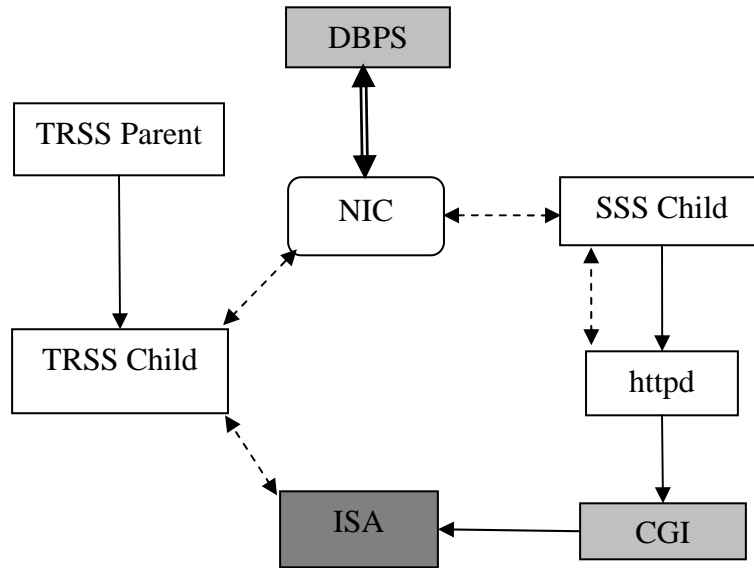 DBPS
TRSS Parent
NIC
SSS Child
TRSS Child
httpd
ISA
CGI